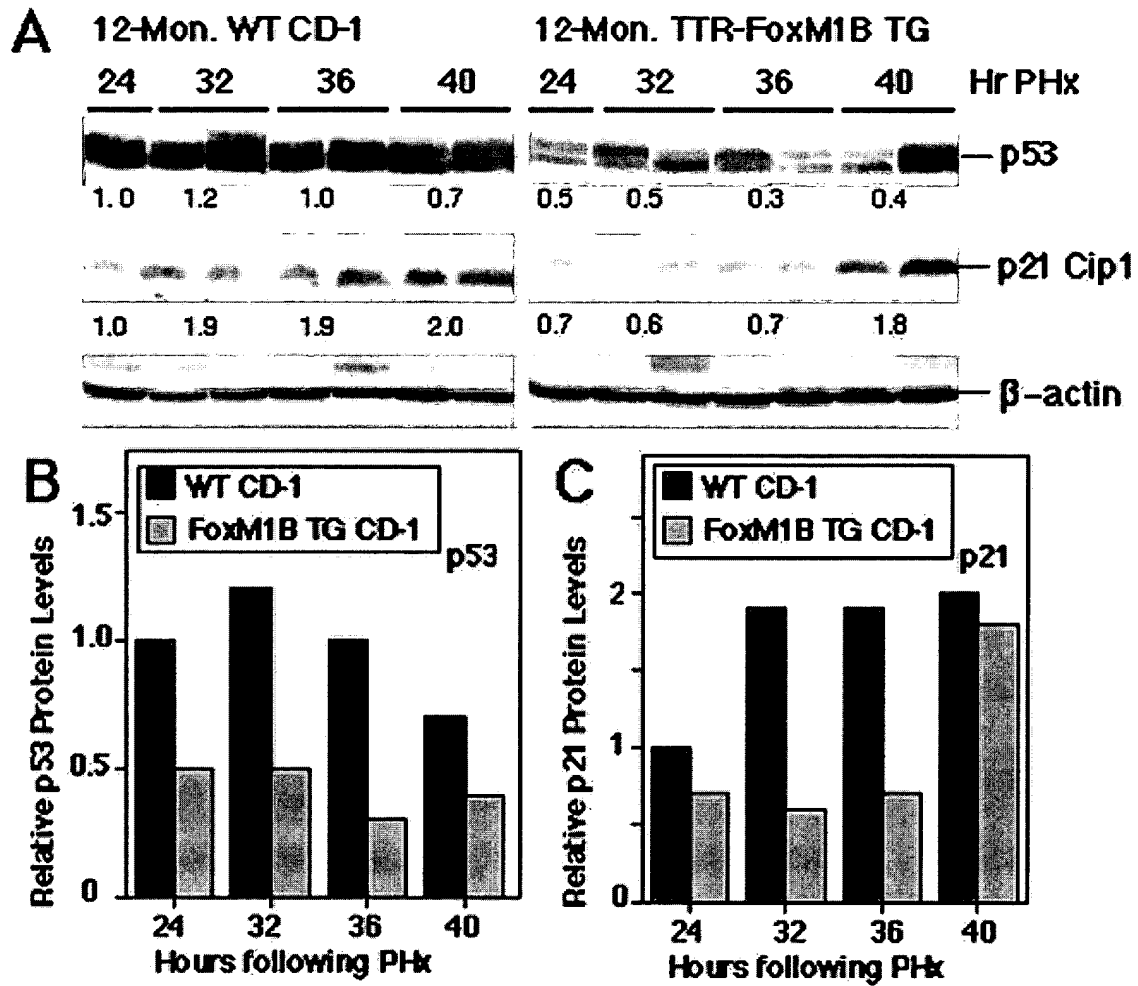 A
12-Mon. WT CD-1
12-Mon. TTR-FoxM1B TG
24 32 36 40 24 32 36 40 Hr PHx
p53
1.0 1.2 1.0 0.7 0.5 0.5 0.3 0.4
p21 Cip1
1.0 1.9 1.9 2.0 0.7 0.6 0.7 1.8
β-actin
B
WT CD-1
FoxM1B TG CD-1
p53
Relative p53 Protein Levels
1.5
1.0
0.5
0
24 32 36 40
Hours following PHx
C
WT CD-1
FoxM1B TG CD-1
p21
Relative p21 Protein Levels
2
1
0
24 32 36 40
Hours following PHx